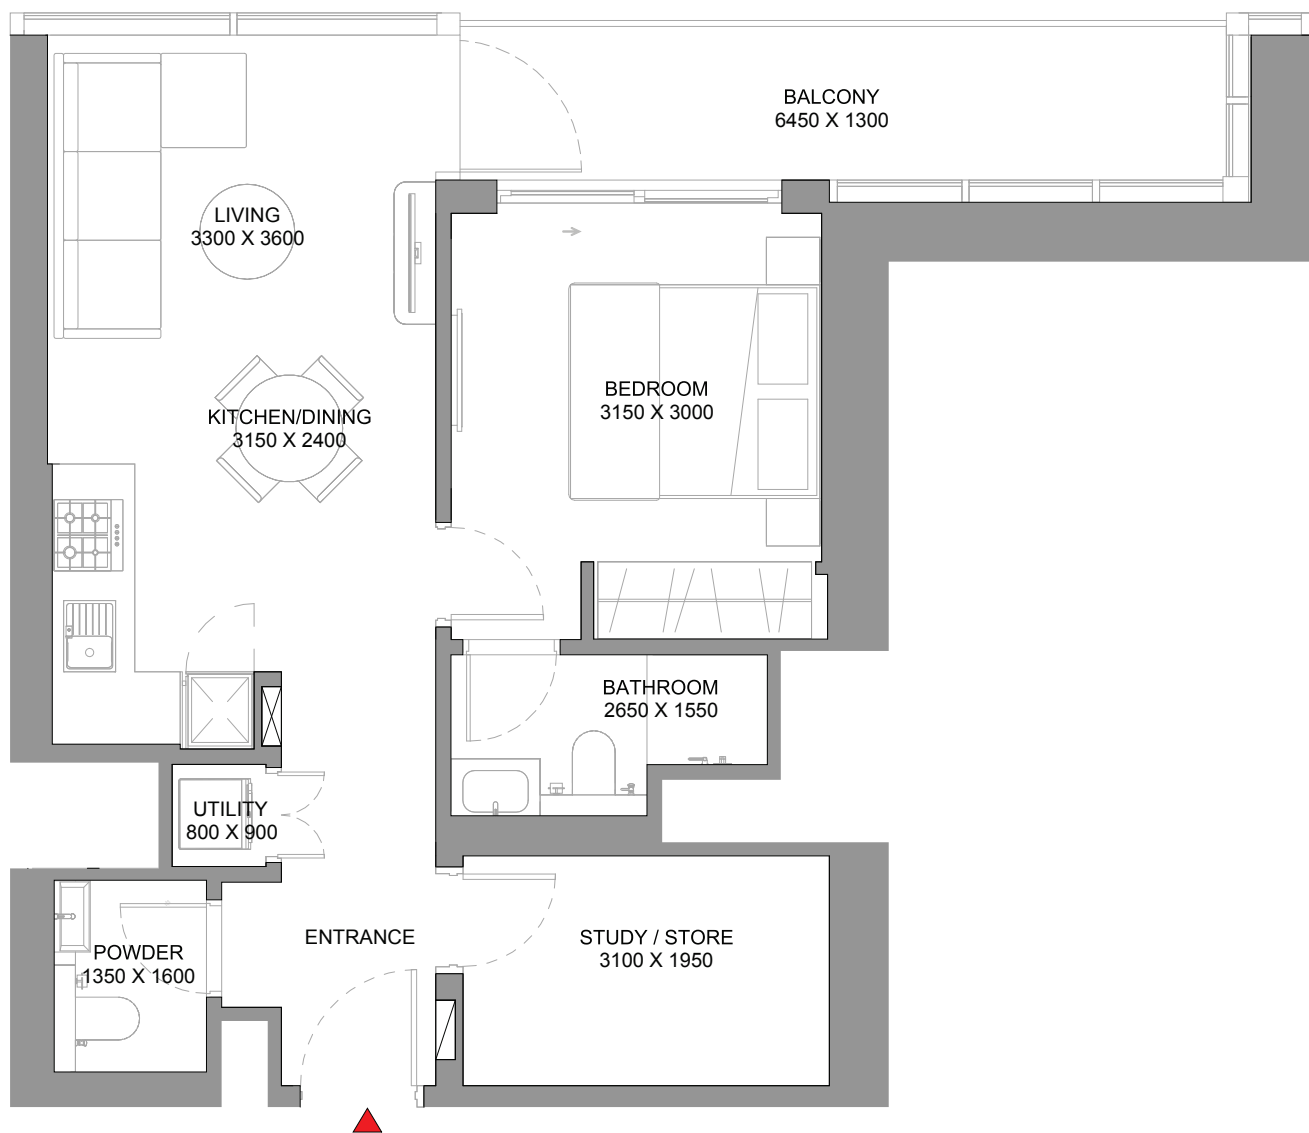 BALCONY
6450 X 1300
LIVING
3300 X 3600
BEDROOM
3150 X 3000
KITCHEN/DINING
3150 X 2400
BATHROOM
2650 X 1550
UTILITY
800 X 900
ENTRANCE
STUDY / STORE
3100 X 1950
POWDER
1350 X 1600